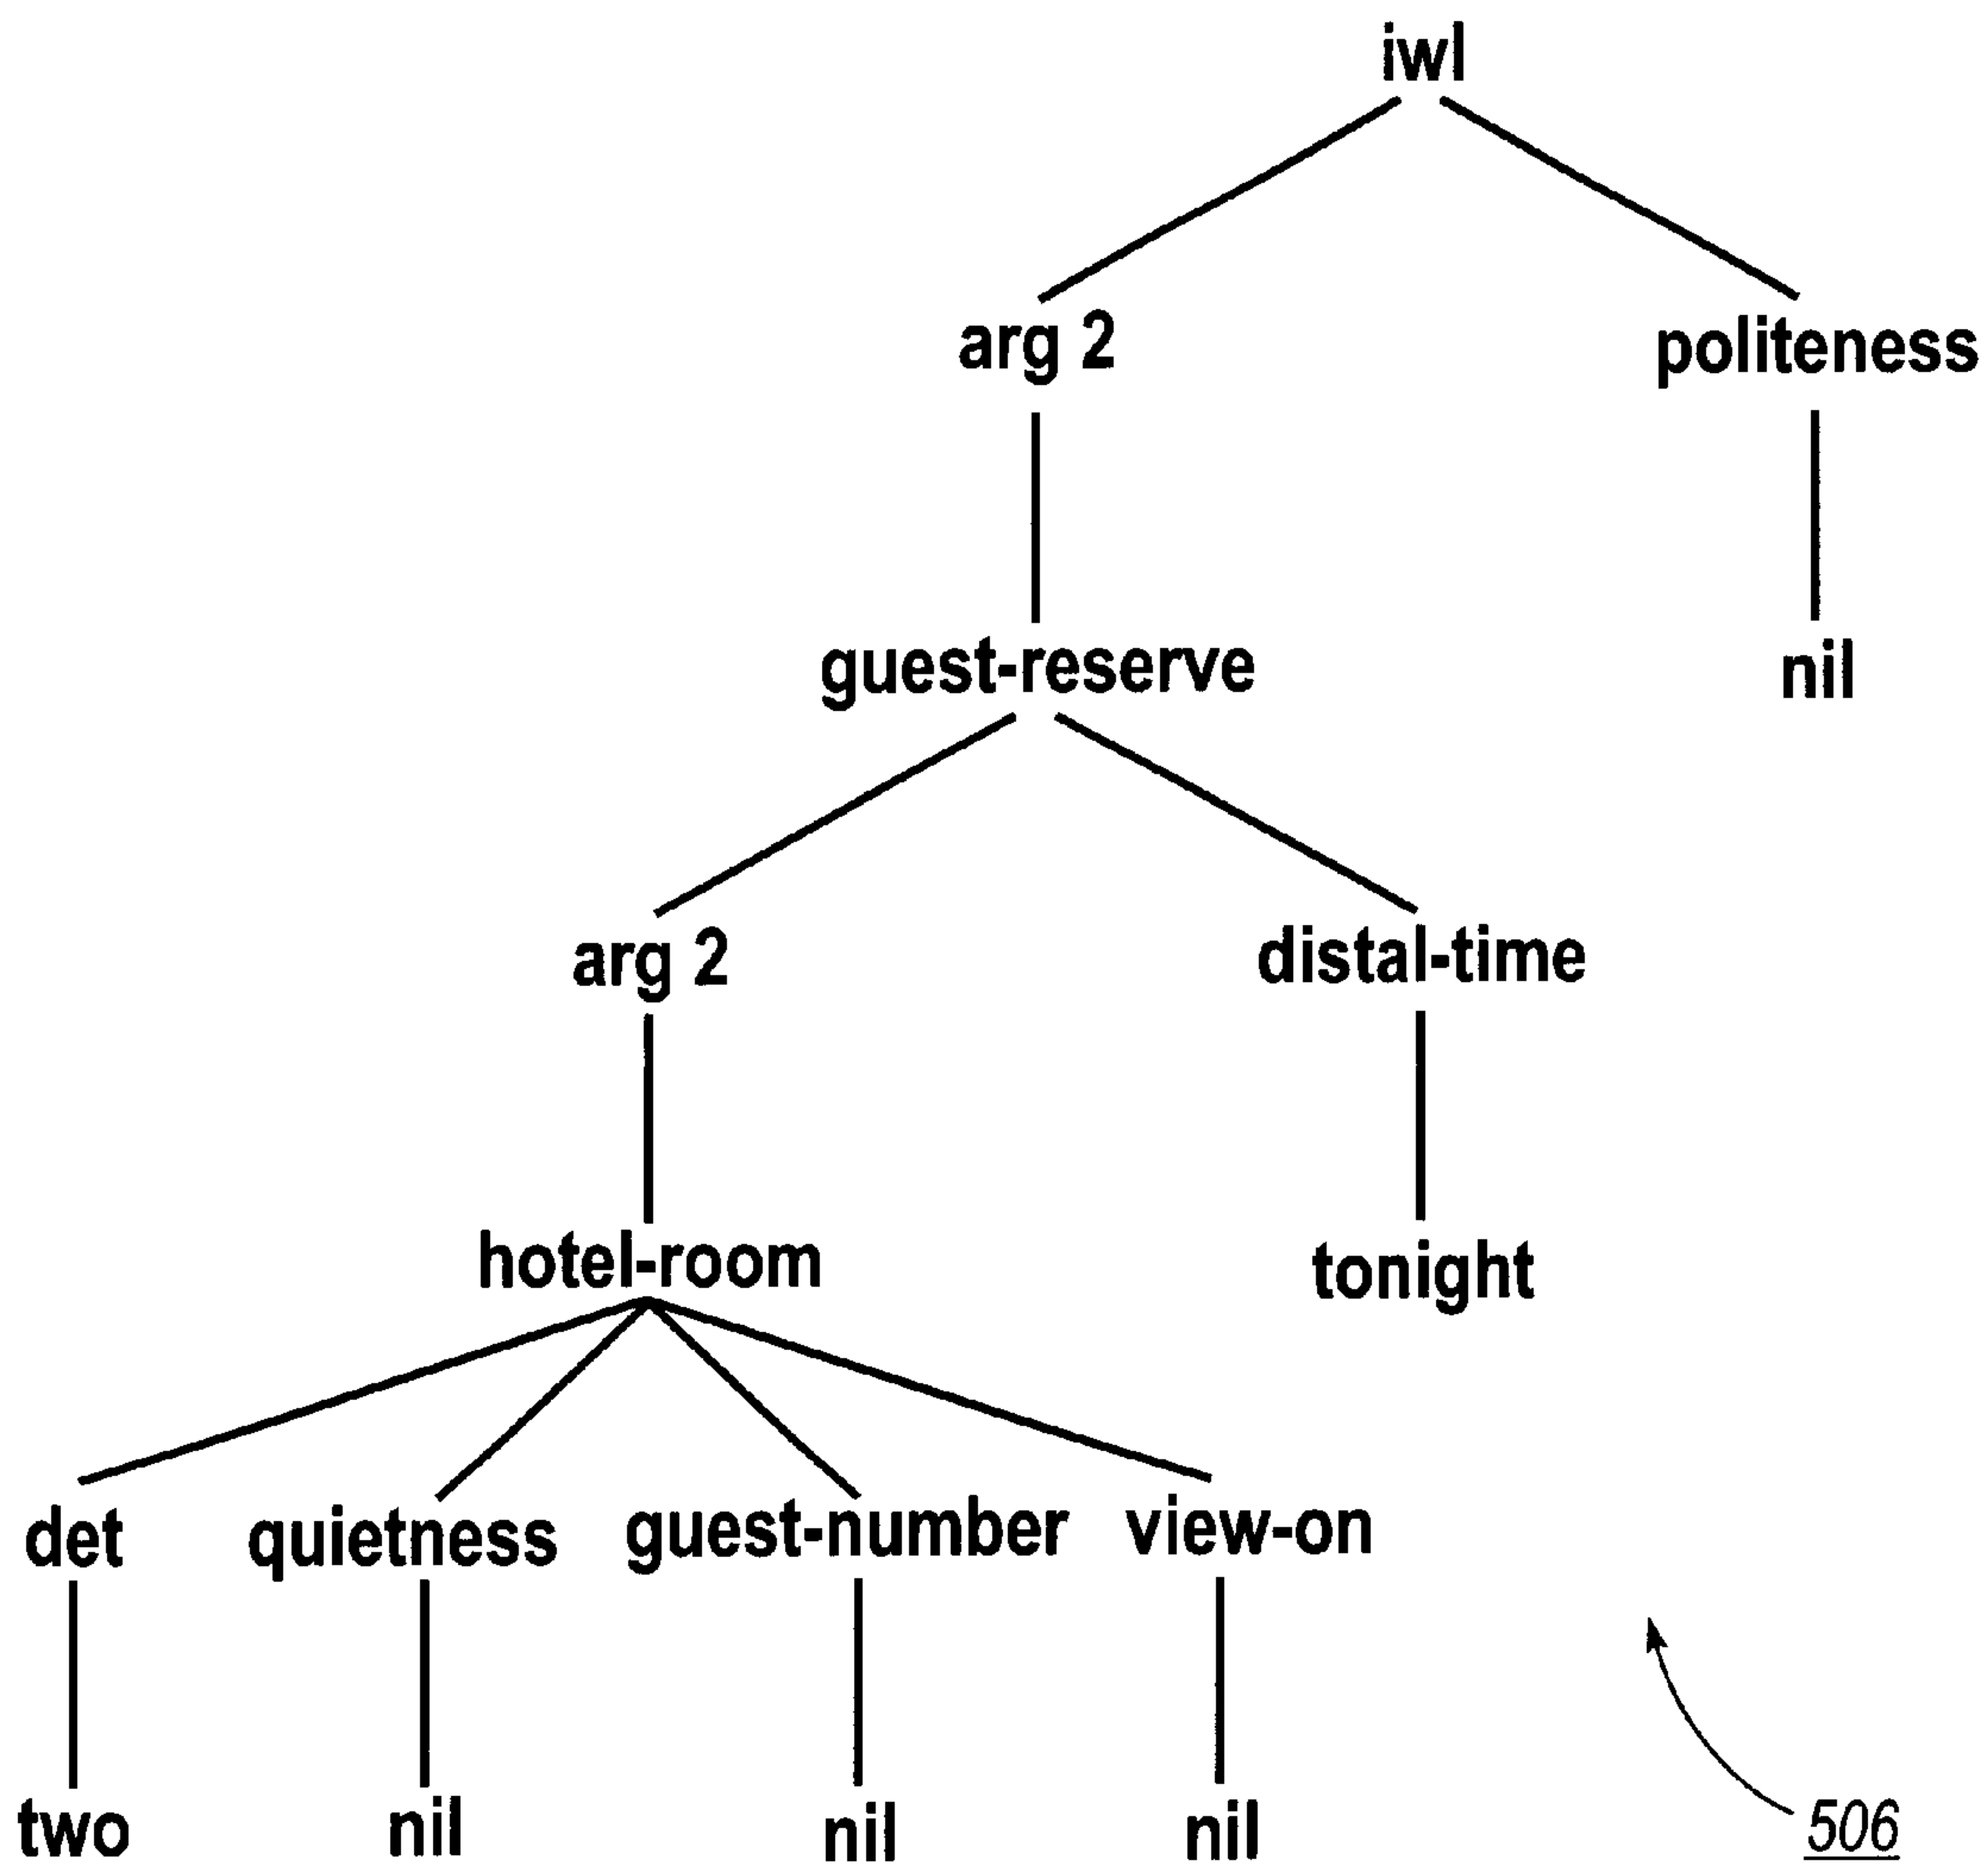 iwl
arg 2 politeness
guest-reserve nil
arg 2 distal-time
hotel-room tonight
det quietness guest-number view-on
two nil nil nil 506